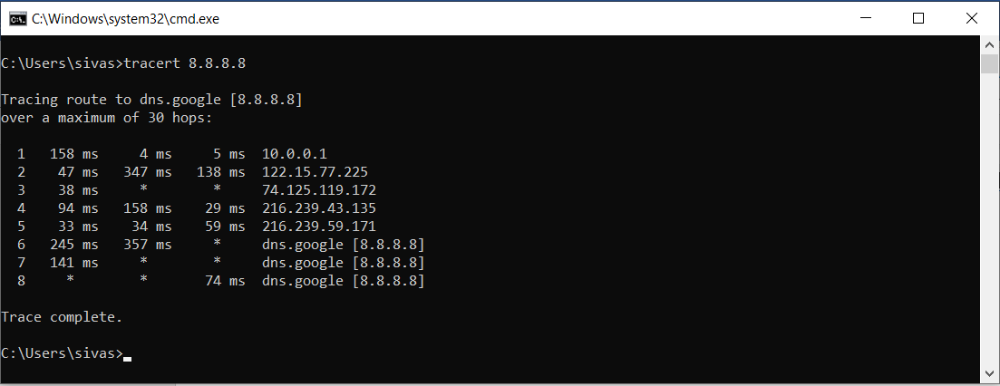 C:\Windows\system32\cmd.exe
C:\Users\sivas>tracert 8.8.8.8
Tracing route to dns.google [8.8.8.8]
over a maximum of 30 hops:
1   158 ms     4 ms     5 ms  10.0.0.1
2    47 ms   347 ms   138 ms  122.15.77.225
3    38 ms     *        *     74.125.119.172
4    94 ms   158 ms    29 ms  216.239.43.135
5    33 ms    34 ms    59 ms  216.239.59.171
6   245 ms   357 ms     *     dns.google [8.8.8.8]
7   141 ms     *        *     dns.google [8.8.8.8]
8     *        *       74 ms  dns.google [8.8.8.8]
Trace complete.
C:\Users\sivas>